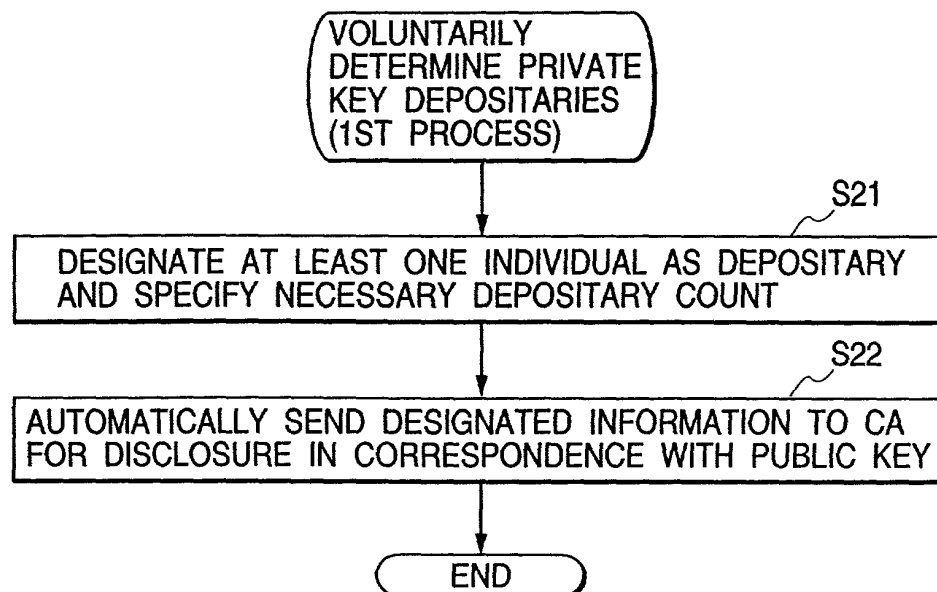 VOLUNTARILY
DETERMINE PRIVATE
KEY DEPOSITARIES
(1ST PROCESS)
S21
DESIGNATE AT LEAST ONE INDIVIDUAL AS DEPOSITARY
AND SPECIFY NECESSARY DEPOSITARY COUNT
S22
AUTOMATICALLY SEND DESIGNATED INFORMATION TO CA
FOR DISCLOSURE IN CORRESPONDENCE WITH PUBLIC KEY
END